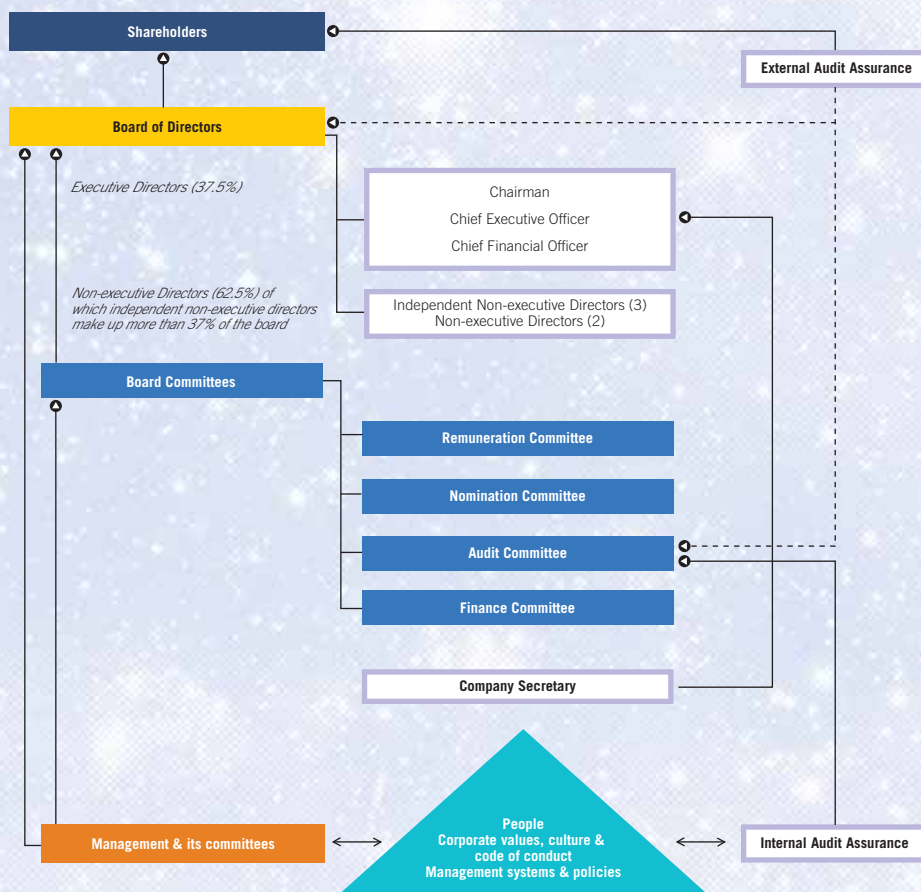 Shareholders
External Audit Assurance
Board of Directors
Executive Directors (37.5%)
Chairman
Chief Executive Officer
Chief Financial Officer
Non-executive Directors (62.5%) of
which independent non-executive directors
make up more than 37% of the board
Independent Non-executive Directors (3)
Non-executive Directors (2)
Board Committees
Remuneration Committee
Nomination Committee
Audit Committee
Finance Committee
Company Secretary
Management & its committees
People
Corporate values, culture &
code of conduct
Management systems & policies
Internal Audit Assurance